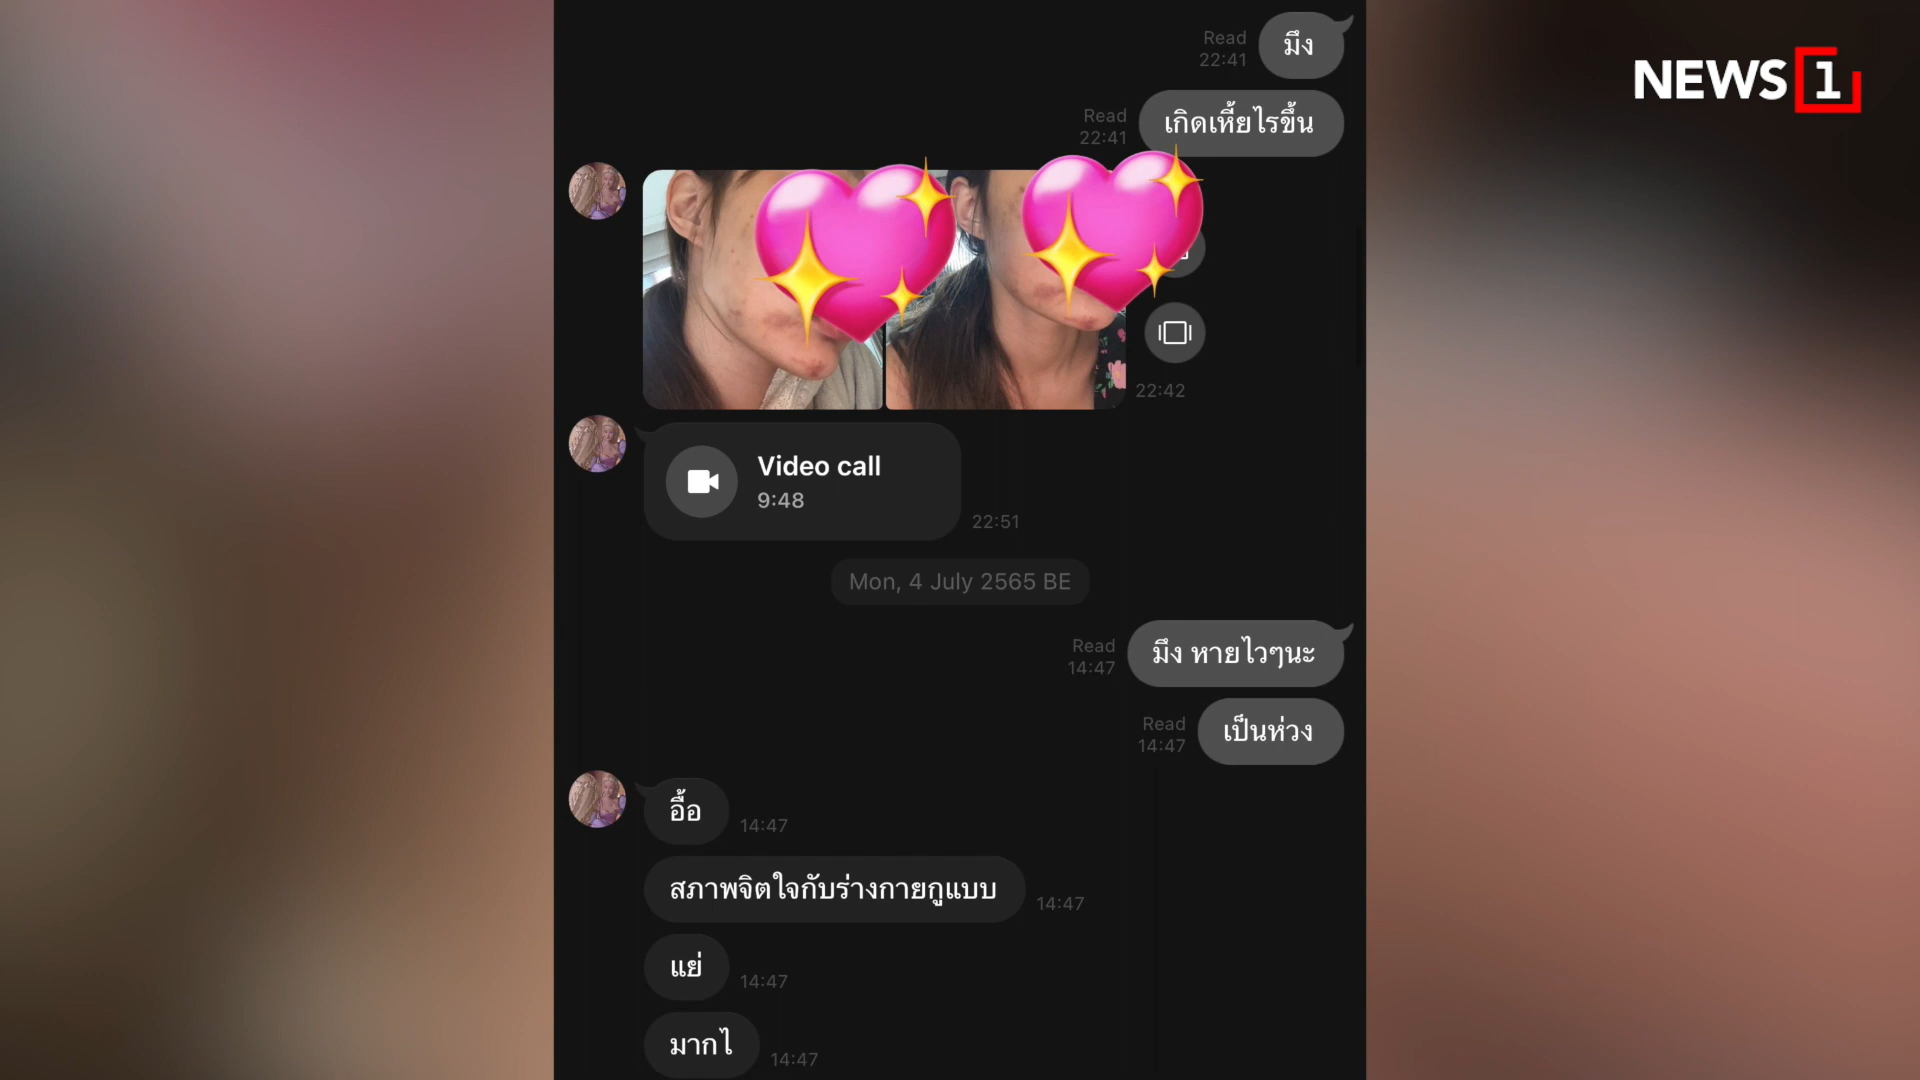 NEWS 1
มึง
Read
22:41
เกิดเหี้ยไรขึ้น
Read
22:41
22:42
Video call
9:48
22:51
Mon, 4 July 2565 BE
มึง หายไวๆนะ
Read
14:47
เป็นห่วง
Read
14:47
อื้อ
14:47
สภาพจิตใจกับร่างกายกูแบบ
14:47
แย่
14:47
มากไ
14:47